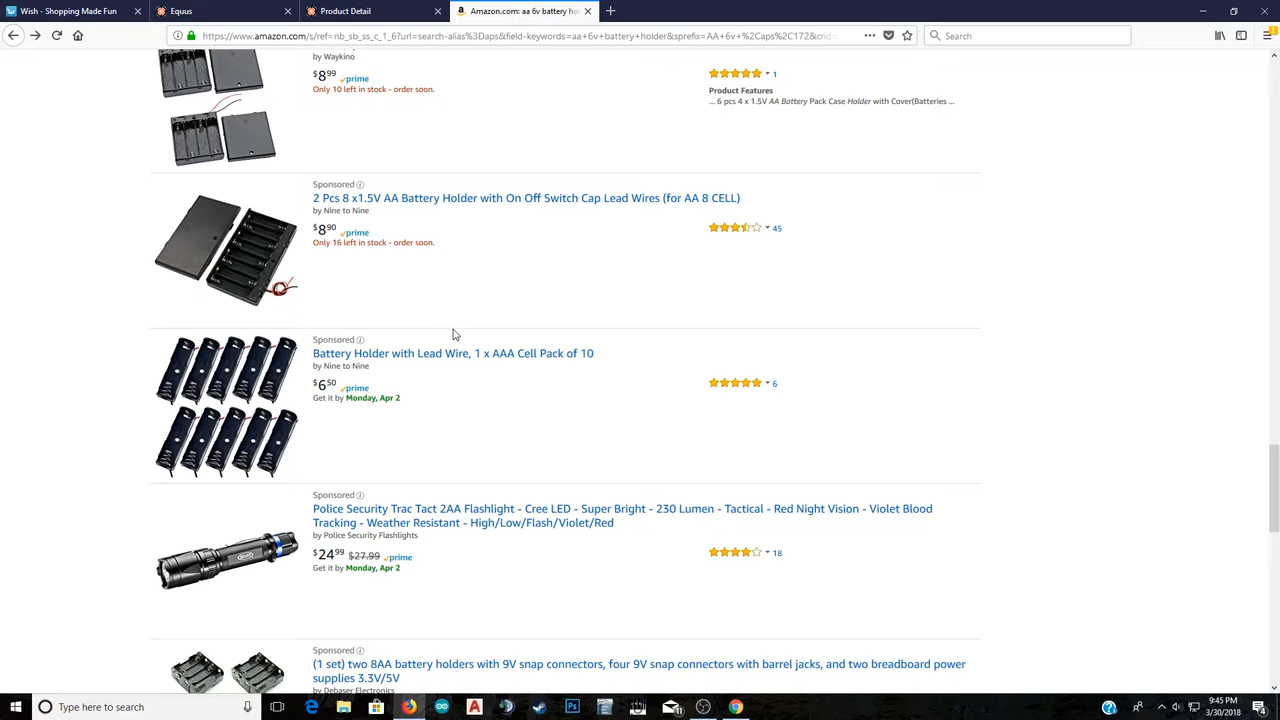 Wish - Shopping Made Fun
Equus
Product Detail
Amazon.com: aa 6v battery hol
https://www.amazon.com/s/ref=nb_sb_ss_c_1_6?url=search-alias%3Daps&field-keywords=aa+6v+battery+holder&sprefix=AA+6v+%2Caps%2C172&crid
Search
by Waykino
$8.99 prime
Only 10 left in stock - order soon.
1
Product Features
... 6 pcs 4 x 1.5V AA Battery Pack Case Holder with Cover(Batteries ...
Sponsored
2 Pcs 8 x1.5V AA Battery Holder with On Off Switch Cap Lead Wires (for AA 8 CELL)
by Nine to Nine
$8.90 prime
Only 16 left in stock - order soon.
45
Sponsored
Battery Holder with Lead Wire, 1 x AAA Cell Pack of 10
by Nine to Nine
$6.50 prime
Get it by Monday, Apr 2
6
Sponsored
Police Security Trac Tact 2AA Flashlight - Cree LED - Super Bright - 230 Lumen - Tactical - Red Night Vision - Violet Blood
Tracking - Weather Resistant - High/Low/Flash/Violet/Red
by Police Security Flashlights
$24.99 $27.99 prime
Get it by Monday, Apr 2
18
Sponsored
(1 set) two 8AA battery holders with 9V snap connectors, four 9V snap connectors with barrel jacks, and two breadboard power
supplies 3.3V/5V
by Debaser Electronics
Type here to search
9:45 PM
3/30/2018